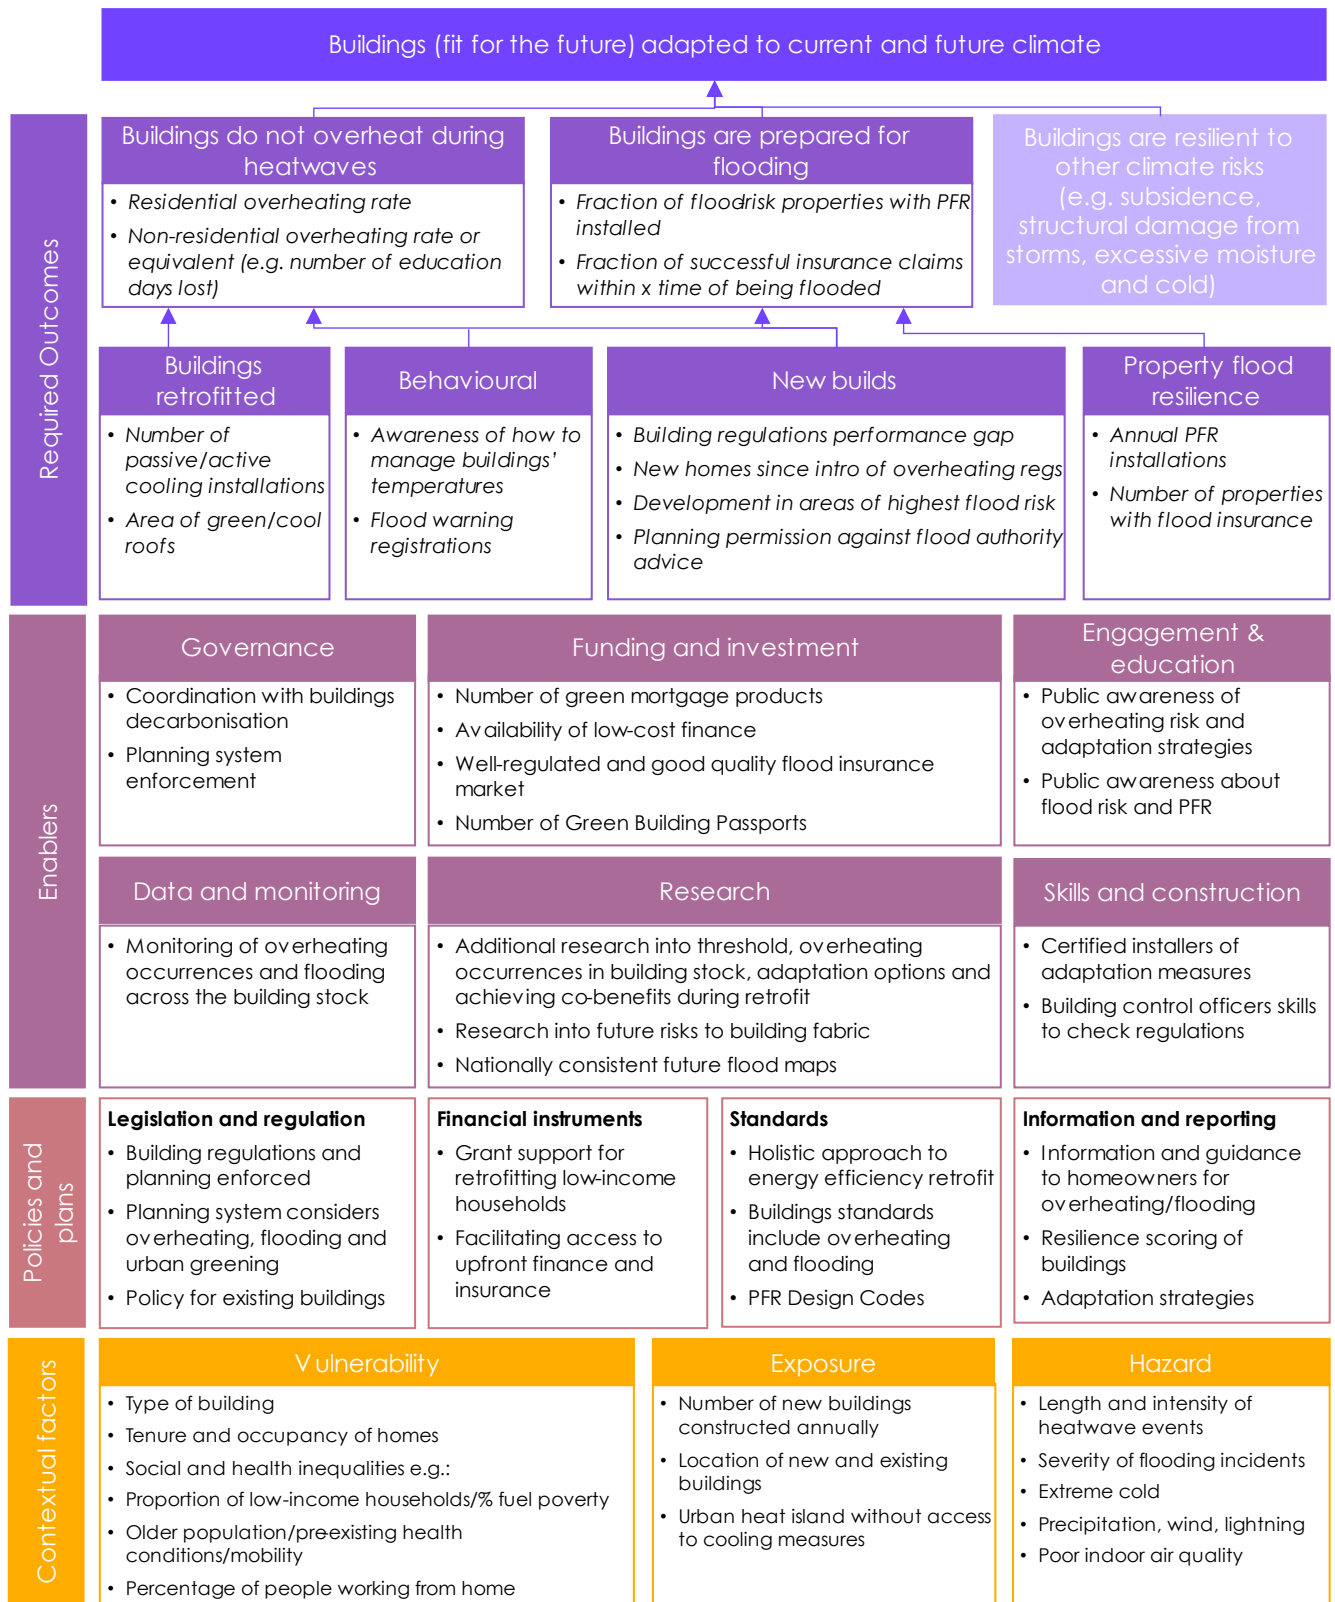 Buildings (fit for the future) adapted to current and future climate
Required Outcomes
Buildings do not overheat during
heatwaves
• Residential overheating rate
• Non-residential overheating rate or
equivalent (e.g. number of education
days lost)
Buildings are prepared for
flooding
• Fraction of flood-risk properties with PFR
installed
• Fraction of successful insurance claims
within x time of being flooded
Buildings are resilient to
other climate risks
(e.g. subsidence,
structural damage from
storms, excessive moisture
and cold)
Buildings
retrofitted
• Number of
passive/active
cooling installations
• Area of green/cool
roofs
Behavioural
• Awareness of how to
manage buildings’
temperatures
• Flood warning
registrations
New builds
• Building regulations performance gap
• New homes since intro of overheating regs
• Development in areas of highest flood risk
• Planning permission against flood authority
advice
Property flood
resilience
• Annual PFR
installations
• Number of properties
with flood insurance
Enablers
Governance
• Coordination with buildings
decarbonisation
• Planning system
enforcement
Funding and investment
• Number of green mortgage products
• Availability of low-cost finance
• Well-regulated and good quality flood insurance
market
• Number of Green Building Passports
Engagement &
education
• Public awareness of
overheating risk and
adaptation strategies
• Public awareness about
flood risk and PFR
Data and monitoring
• Monitoring of overheating
occurrences and flooding
across the building stock
Research
• Additional research into threshold, overheating
occurrences in building stock, adaptation options and
achieving co-benefits during retrofit
• Research into future risks to building fabric
• Nationally consistent future flood maps
Skills and construction
• Certified installers of
adaptation measures
• Building control officers skills
to check regulations
Policies and
plans
Legislation and regulation
• Building regulations and
planning enforced
• Planning system considers
overheating, flooding and
urban greening
• Policy for existing buildings
Financial instruments
• Grant support for
retrofitting low-income
households
• Facilitating access to
upfront finance and
insurance
Standards
• Holistic approach to
energy efficiency retrofit
• Buildings standards
include overheating
and flooding
• PFR Design Codes
Information and reporting
• Information and guidance
to homeowners for
overheating/flooding
• Resilience scoring of
buildings
• Adaptation strategies
Contextual factors
Vulnerability
• Type of building
• Tenure and occupancy of homes
• Social and health inequalities e.g.:
• Proportion of low-income households/% fuel poverty
• Older population/pre-existing health
conditions/mobility
• Percentage of people working from home
Exposure
• Number of new buildings
constructed annually
• Location of new and existing
buildings
• Urban heat island without access
to cooling measures
Hazard
• Length and intensity of
heatwave events
• Severity of flooding incidents
• Extreme cold
• Precipitation, wind, lightning
• Poor indoor air quality